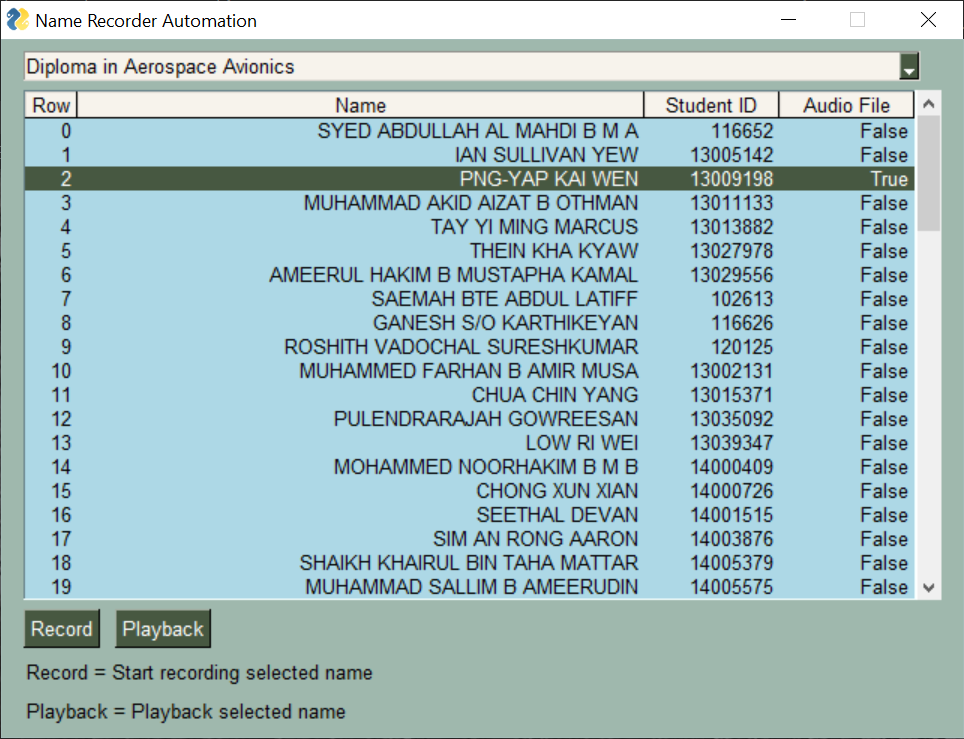 Name Recorder Automation
Diploma in Aerospace Avionics
Row Name Student ID Audio File
0 SYED ABDULLAH AL MAHDI B M A 116652 False
1 IAN SULLIVAN YEW 13005142 False
2 PNG-YAP KAI WEN 13009198 True
3 MUHAMMAD AKID AIZAT B OTHMAN 13011133 False
4 TAY YI MING MARCUS 13013882 False
5 THEIN KHA KYAW 13027978 False
6 AMEERUL HAKIM B MUSTAPHA KAMAL 13029556 False
7 SAEMAH BTE ABDUL LATIFF 102613 False
8 GANESH S/O KARTHIKEYAN 116626 False
9 ROSHITH VADOCHAL SURESHKUMAR 120125 False
10 MUHAMMED FARHAN B AMIR MUSA 13002131 False
11 CHUA CHIN YANG 13015371 False
12 PULENDRARAJAH GOWREESAN 13035092 False
13 LOW RI WEI 13039347 False
14 MOHAMMED NOORHAKIM B M B 14000409 False
15 CHONG XUN XIAN 14000726 False
16 SEETHAL DEVAN 14001515 False
17 SIM AN RONG AARON 14003876 False
18 SHAIKH KHAIRUL BIN TAHA MATTAR 14005379 False
19 MUHAMMAD SALLIM B AMEERUDIN 14005575 False
Record Playback
Record = Start recording selected name
Playback = Playback selected name